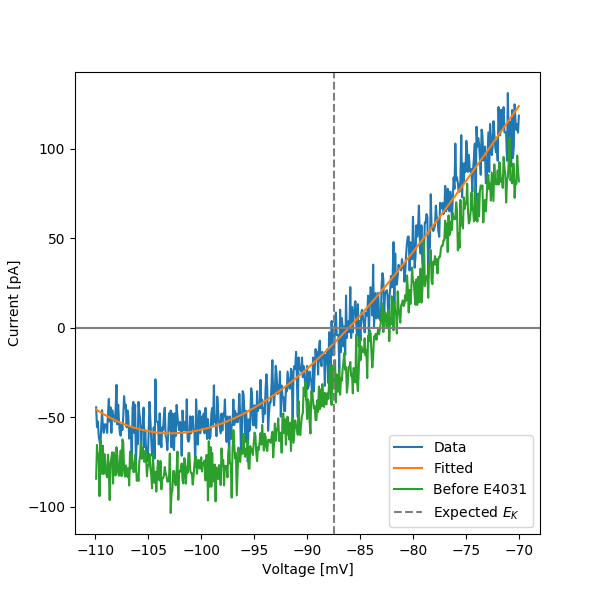 100
50
0
−50
−100
Current [pA]
−110 −105 −100 −95 −90 −85 −80 −75 −70
Voltage [mV]
Data
Fitted
Before E4031
Expected E_K